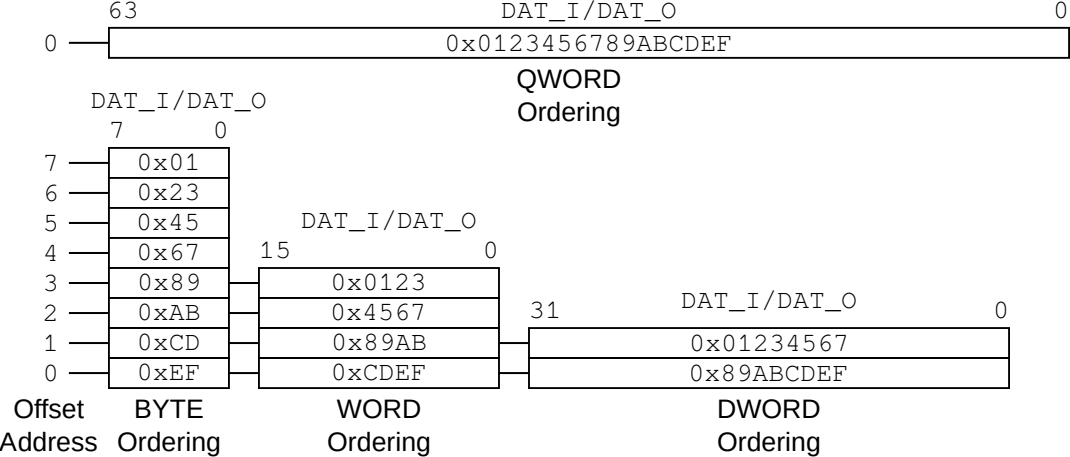 63 DAT_I/DAT_O 0
0 0x0123456789ABCDEF
QWORD
Ordering
DAT_I/DAT_O
7 0
7 0x01
6 0x23
5 0x45 DAT_I/DAT_O
4 0x67 15 0
3 0x89 0x0123
2 0xAB 0x4567 31 DAT_I/DAT_O 0
1 0xCD 0x89AB 0x01234567
0 0xEF 0xCDEF 0x89ABCDEF
Offset BYTE WORD DWORD
Address Ordering Ordering Ordering